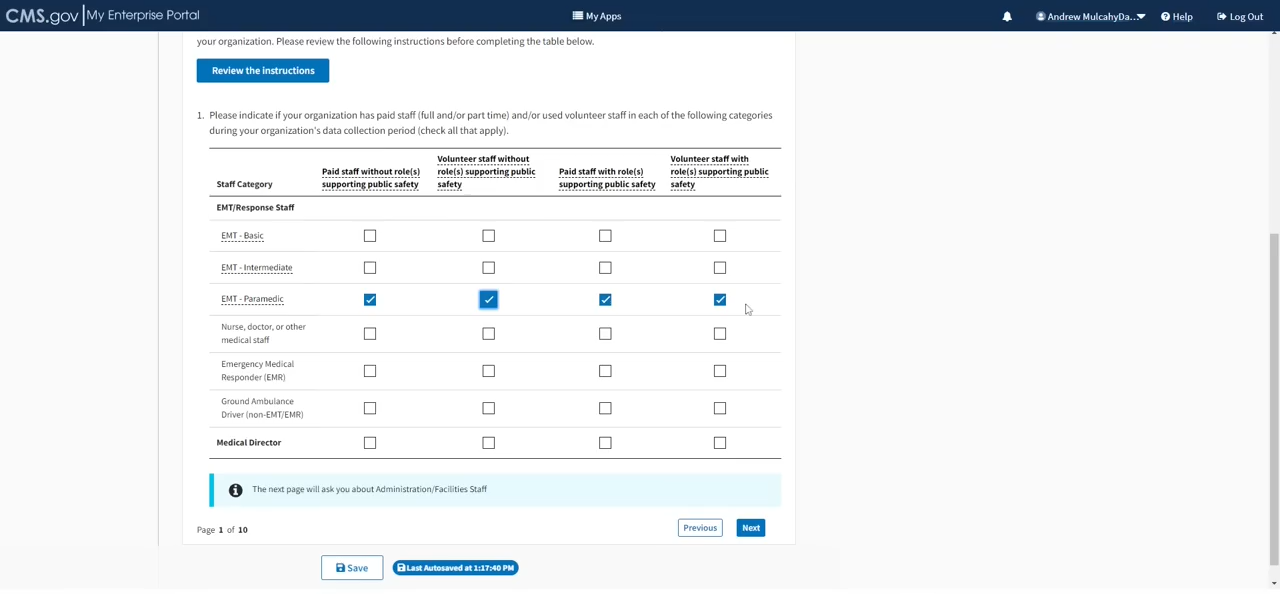 CMS.gov My Enterprise Portal
My Apps
Andrew MulcahyDa...
Help
Log Out
your organization. Please review the following instructions before completing the table below.
Review the instructions
1. Please indicate if your organization has paid staff (full and/or part time) and/or used volunteer staff in each of the following categories
during your organization's data collection period (check all that apply).
Staff Category
Paid staff without role(s)
supporting public safety
Volunteer staff without
role(s) supporting public
safety
Paid staff with role(s)
supporting public safety
Volunteer staff with
role(s) supporting public
safety
EMT/Response Staff
EMT - Basic
EMT - Intermediate
EMT - Paramedic
Nurse, doctor, or other
medical staff
Emergency Medical
Responder (EMR)
Ground Ambulance
Driver (non-EMT/EMR)
Medical Director
The next page will ask you about Administration/Facilities Staff
Page 1 of 10
Previous
Next
Save
Last Autosaved at 1:17:40 PM